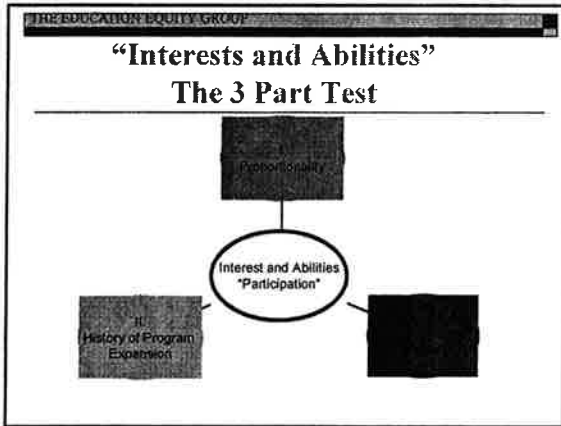 THE EDUCATION EQUITY GROUP
“Interests and Abilities”
The 3 Part Test
I
Proportionality
Interest and Abilities
"Participation"
II
History of Program
Expansion